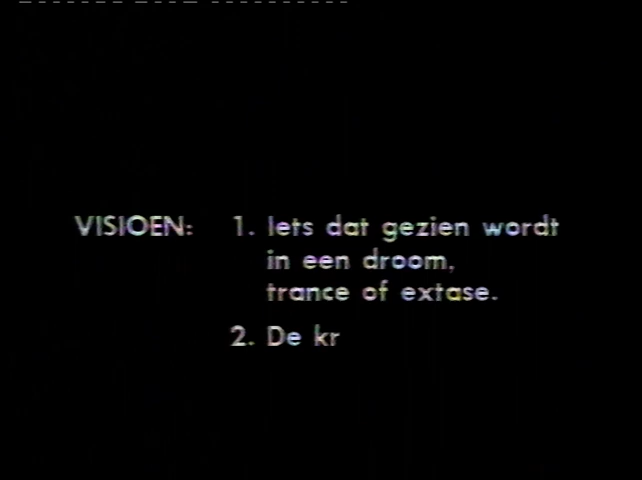 VISIOEN: 1. Iets dat gezien wordt
in een droom,
trance of extase.
2. De kr